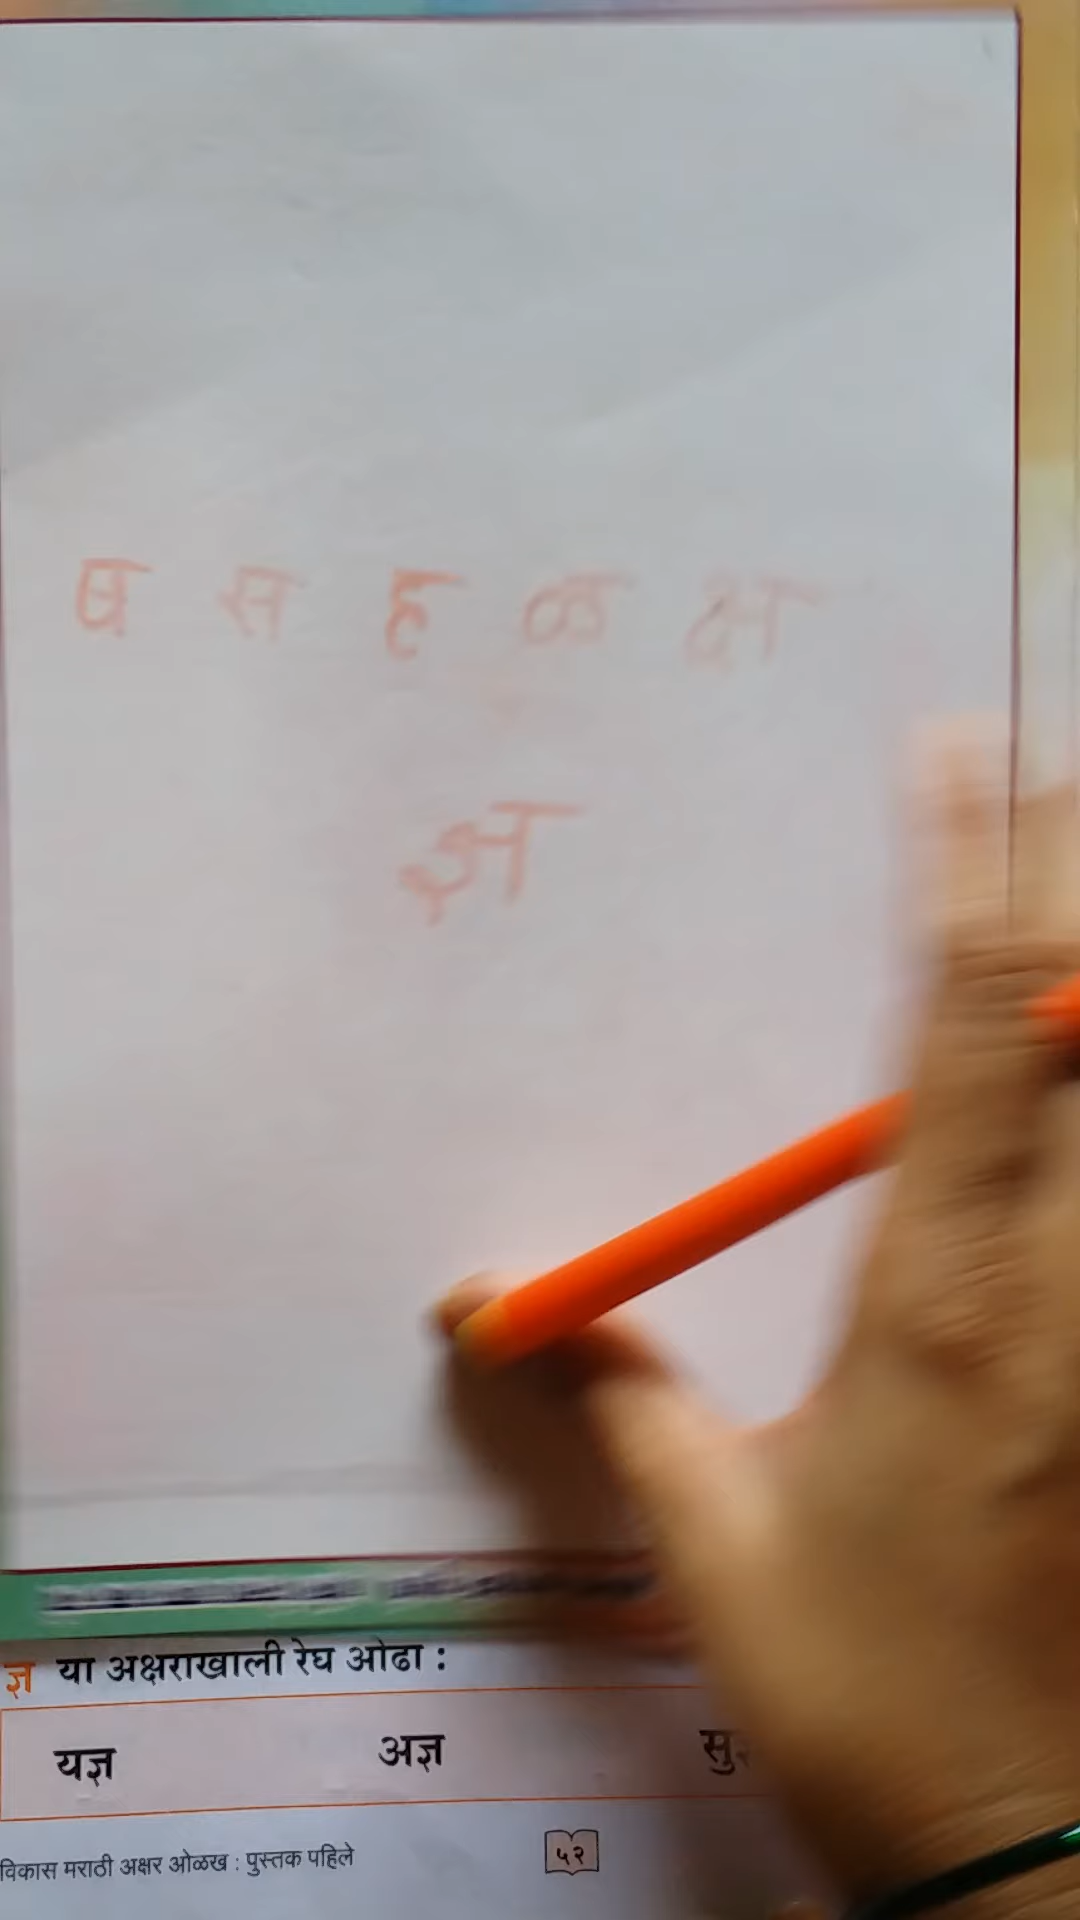 ष स ह ळ क्ष
ज्ञ
ज्ञ या अक्षराखाली रेघ ओढा :
यज्ञ अज्ञ
विकास मराठी अक्षर ओळख : पुस्तक पहिले ५२